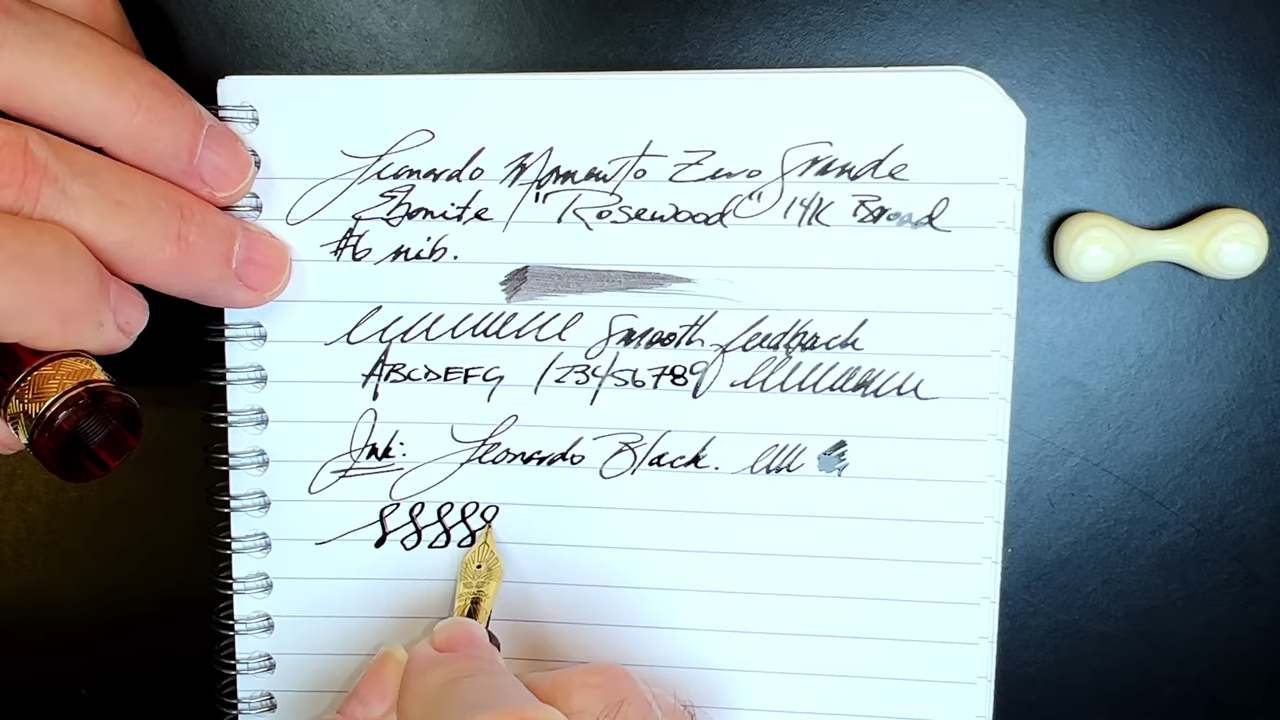 Leonardo Momento Zero Grande
Ebonite / "Rosewood" 14K Broad
#6 nib.
Smooth feedback
ABCDEFG 123456789
Ink: Leonardo Black.